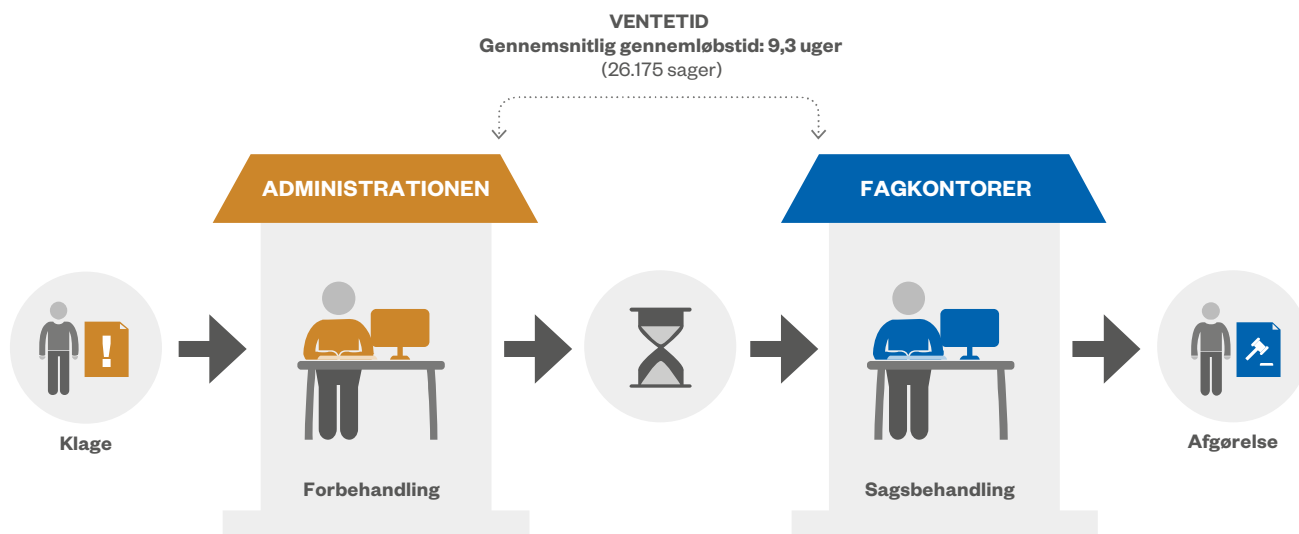 VENTETID
Gennemsnitlig gennemløbstid: 9,3 uger
(26.175 sager)
ADMINISTRATIONEN
FAGKONTORER
Klage
Afgørelse
Forbehandling
Sagsbehandling